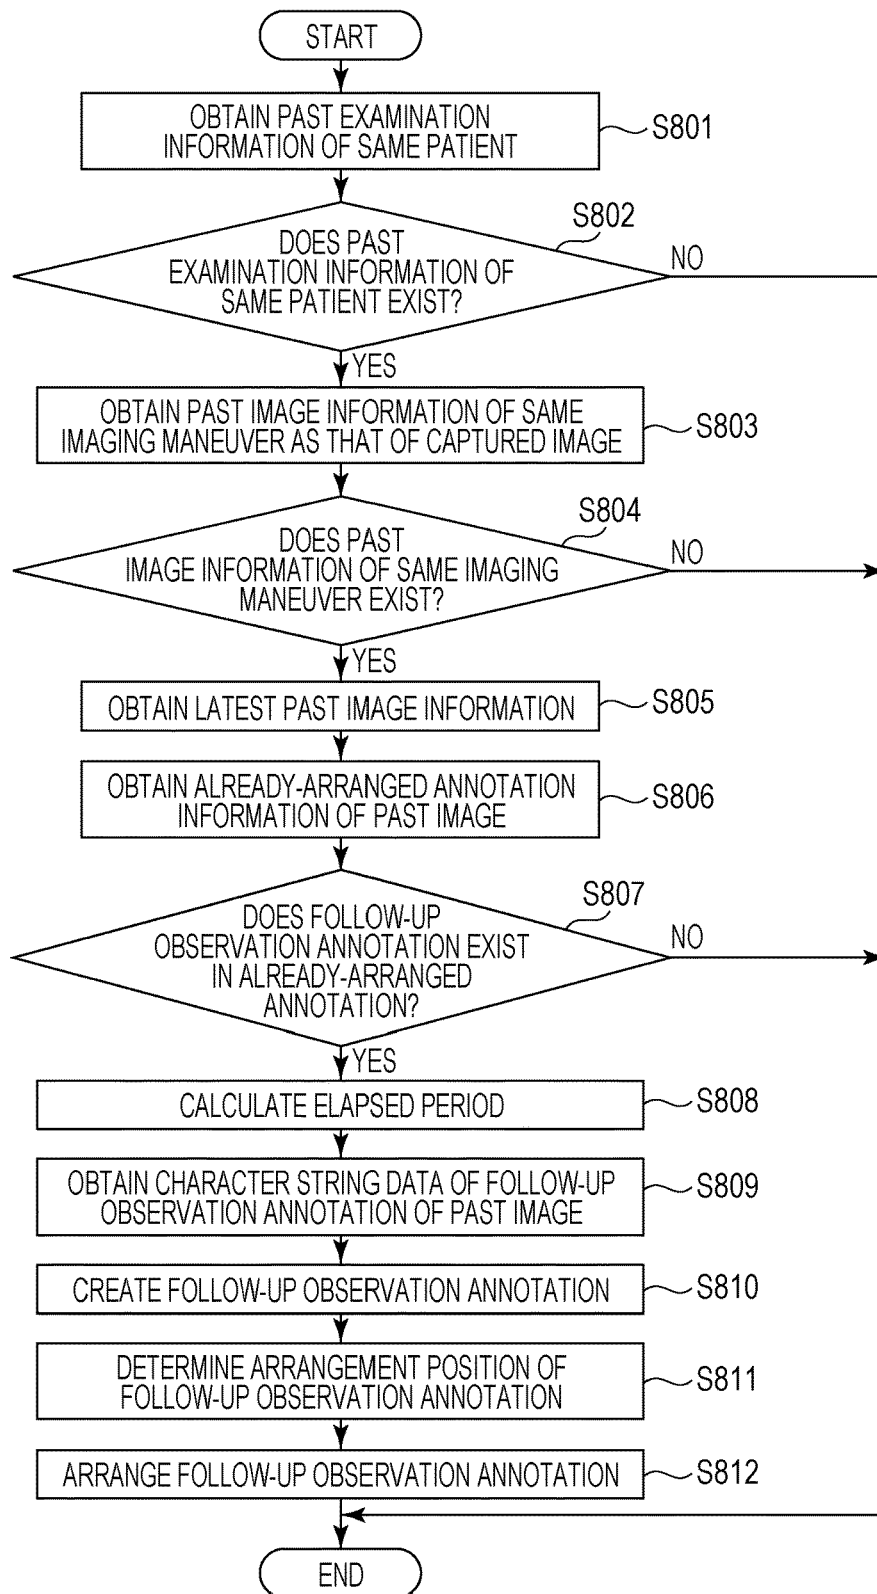 START
OBTAIN PAST EXAMINATION
INFORMATION OF SAME PATIENT
S801
S802
DOES PAST
EXAMINATION INFORMATION OF
SAME PATIENT EXIST?
NO
YES
OBTAIN PAST IMAGE INFORMATION OF SAME
IMAGING MANEUVER AS THAT OF CAPTURED IMAGE
S803
S804
DOES PAST
IMAGE INFORMATION OF SAME IMAGING
MANEUVER EXIST?
NO
YES
OBTAIN LATEST PAST IMAGE INFORMATION
S805
OBTAIN ALREADY-ARRANGED ANNOTATION
INFORMATION OF PAST IMAGE
S806
S807
DOES FOLLOW-UP
OBSERVATION ANNOTATION EXIST
IN ALREADY-ARRANGED
ANNOTATION?
NO
YES
CALCULATE ELAPSED PERIOD
S808
OBTAIN CHARACTER STRING DATA OF FOLLOW-UP
OBSERVATION ANNOTATION OF PAST IMAGE
S809
CREATE FOLLOW-UP OBSERVATION ANNOTATION
S810
DETERMINE ARRANGEMENT POSITION OF
FOLLOW-UP OBSERVATION ANNOTATION
S811
ARRANGE FOLLOW-UP OBSERVATION ANNOTATION
S812
END